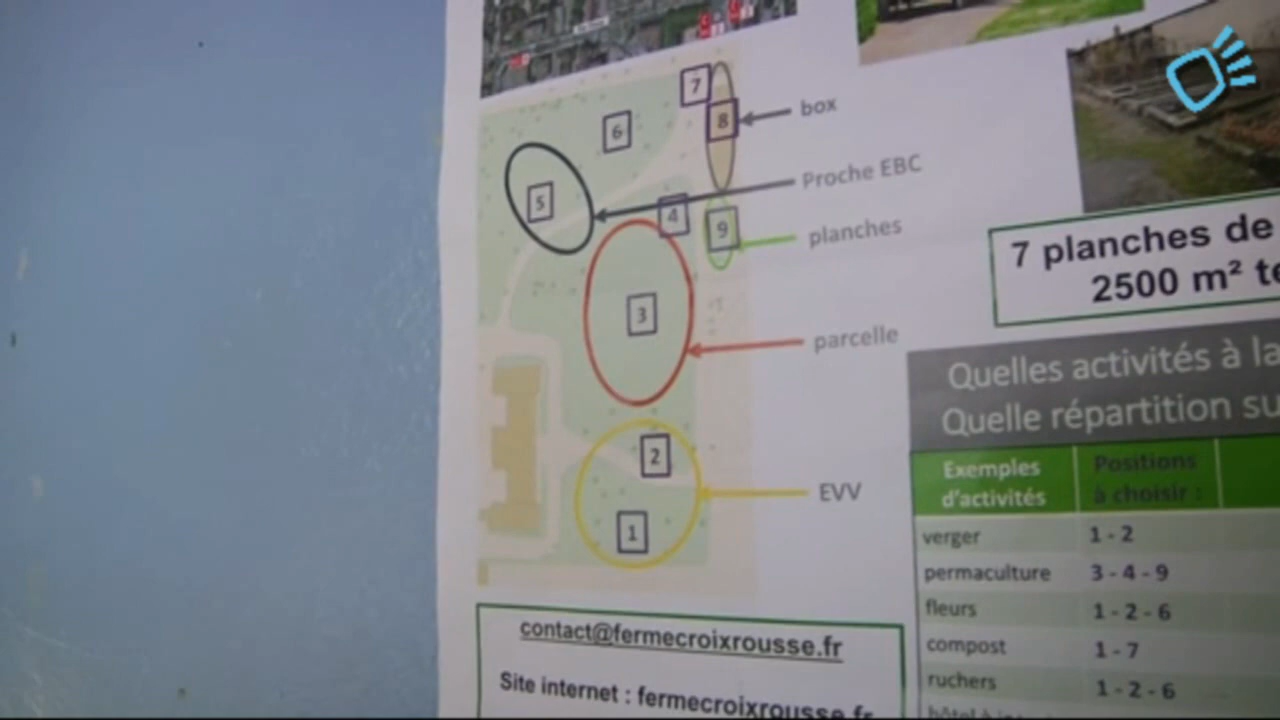 7
box
8
6
Proche EBC
5
4
9
planches
7 planches de
2500 m² te
3
parcelle
Quelles activités à la
Quelle répartition su
2
EVV
1
Exemples d'activités
Positions à choisir :
verger 1 - 2
permaculture 3 - 4 - 9
fleurs 1 - 2 - 6
compost 1 - 7
ruchers 1 - 2 - 6
contact@fermecroixrousse.fr
Site internet : fermecroixrousse.fr